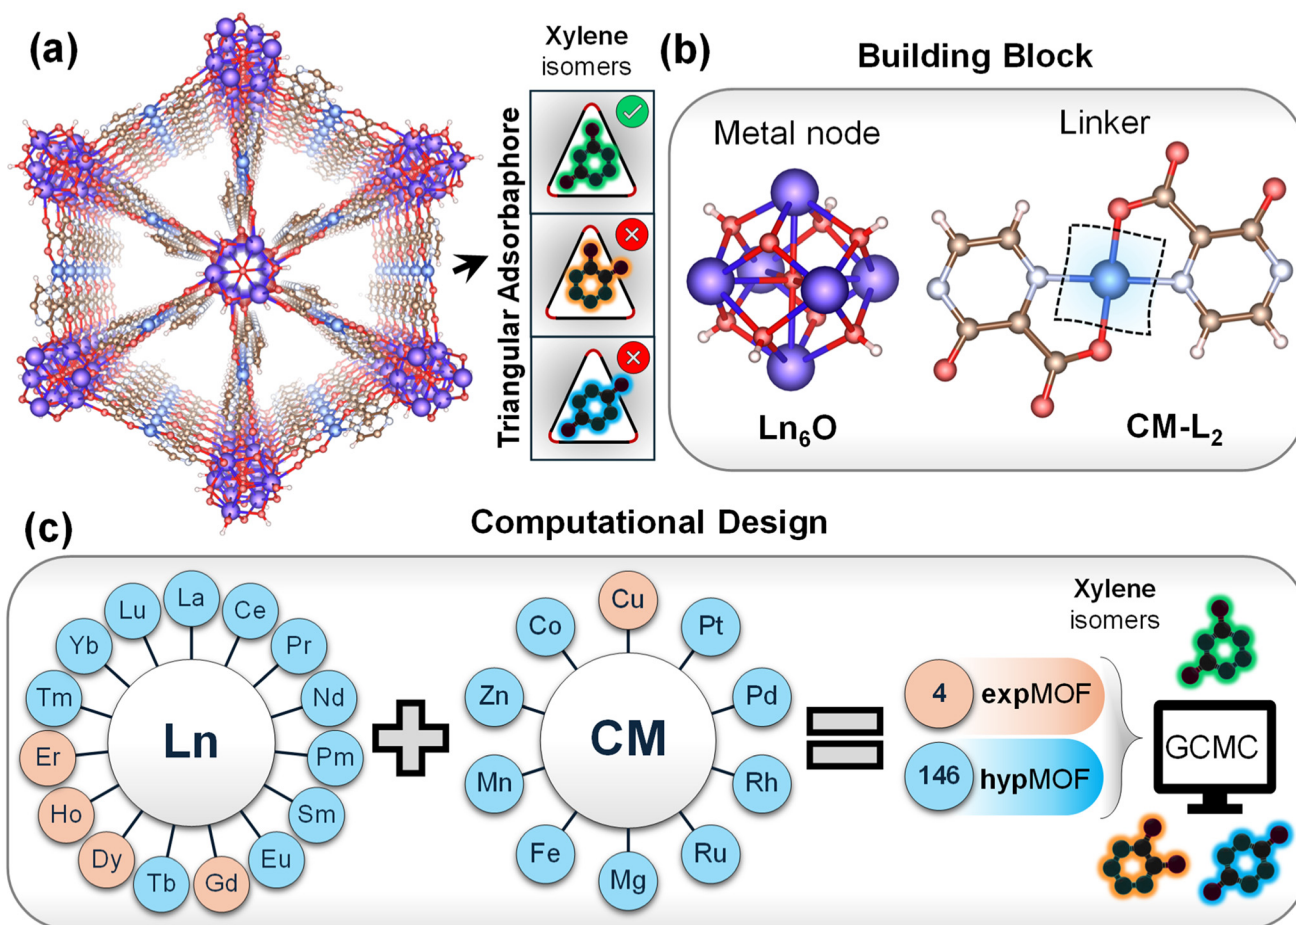 (a)
Xylene
isomers
Triangular Adsorbaphore
(b)
Building Block
Metal node
Linker
Ln₆O
CM-L₂
(c)
Computational Design
Ln
La
Ce
Pr
Nd
Pm
Sm
Eu
Gd
Tb
Dy
Ho
Er
Tm
Yb
Lu
CM
Cu
Pt
Pd
Rh
Ru
Mg
Fe
Mn
Zn
Co
4 expMOF
146 hypMOF
Xylene
isomers
GCMC